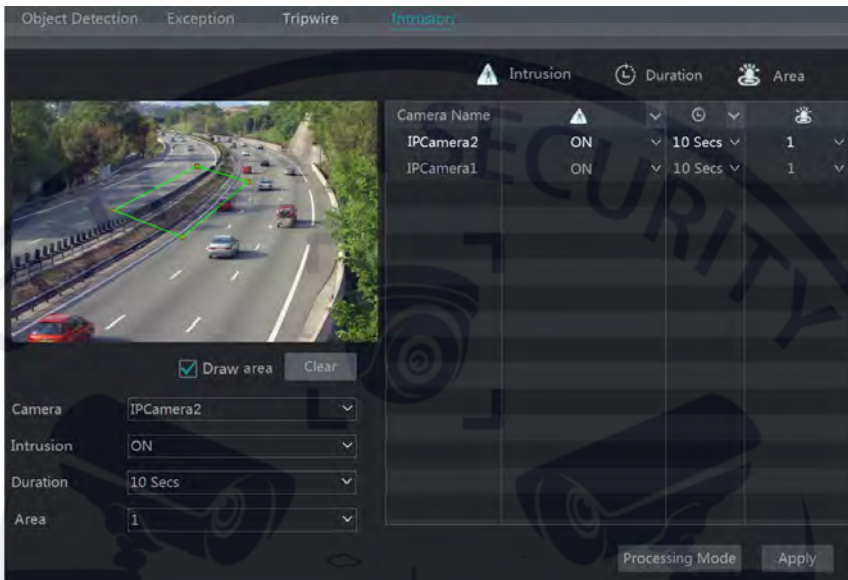 Object Detection Exception Tripwire Intrusion
Intrusion Duration Area
Camera Name
IPCamera2 ON 10 Secs 1
IPCamera1 ON 10 Secs 1
SECURITY
Draw area Clear
Camera IPCamera2
Intrusion ON
Duration 10 Secs
Area 1
Processing Mode Apply